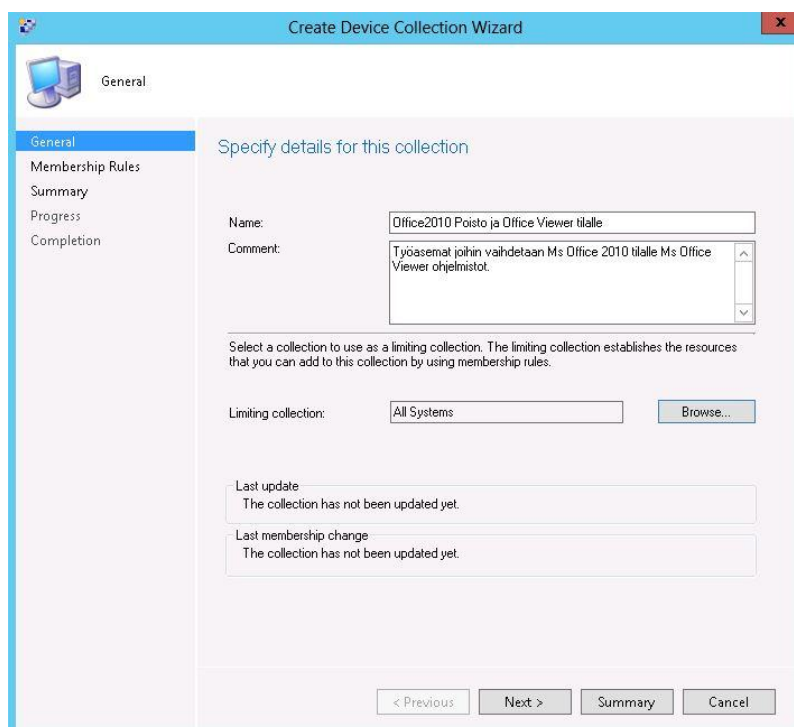 Create Device Collection Wizard
x
General
General
Membership Rules
Summary
Progress
Completion
Specify details for this collection
Name:
Office2010 Poisto ja Office Viewer tilalle
Comment:
Työasemat joihin vaihdetaan Ms Office 2010 tilalle Ms Office
Viewer ohjelmistot.
Select a collection to use as a limiting collection. The limiting collection establishes the resources
that you can add to this collection by using membership rules.
Limiting collection:
All Systems
Browse...
Last update
The collection has not been updated yet.
Last membership change
The collection has not been updated yet.
< Previous
Next >
Summary
Cancel